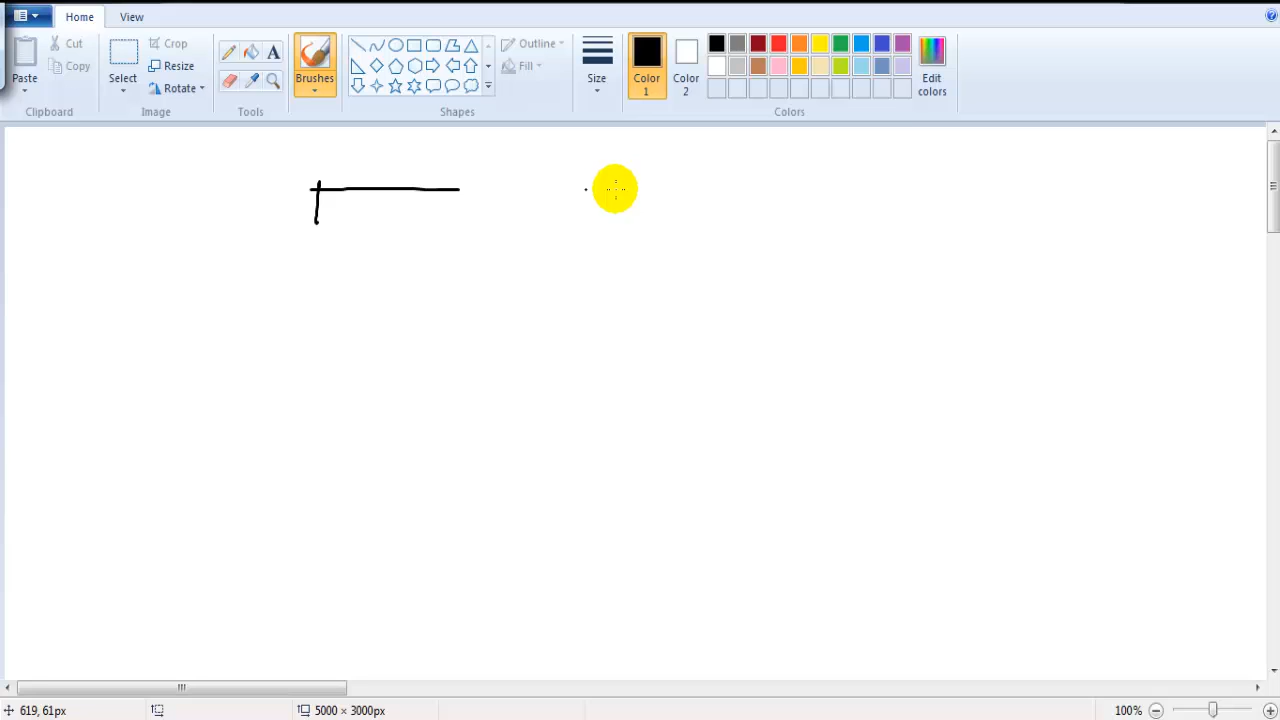 Home View
Paste
Cut
Copy
Clipboard
Select
Crop
Resize
Rotate
Image
Tools
Brushes
Outline
Fill
Shapes
Size
Color 1
Color 2
Edit colors
Colors
619, 61px
5000 × 3000px
100%